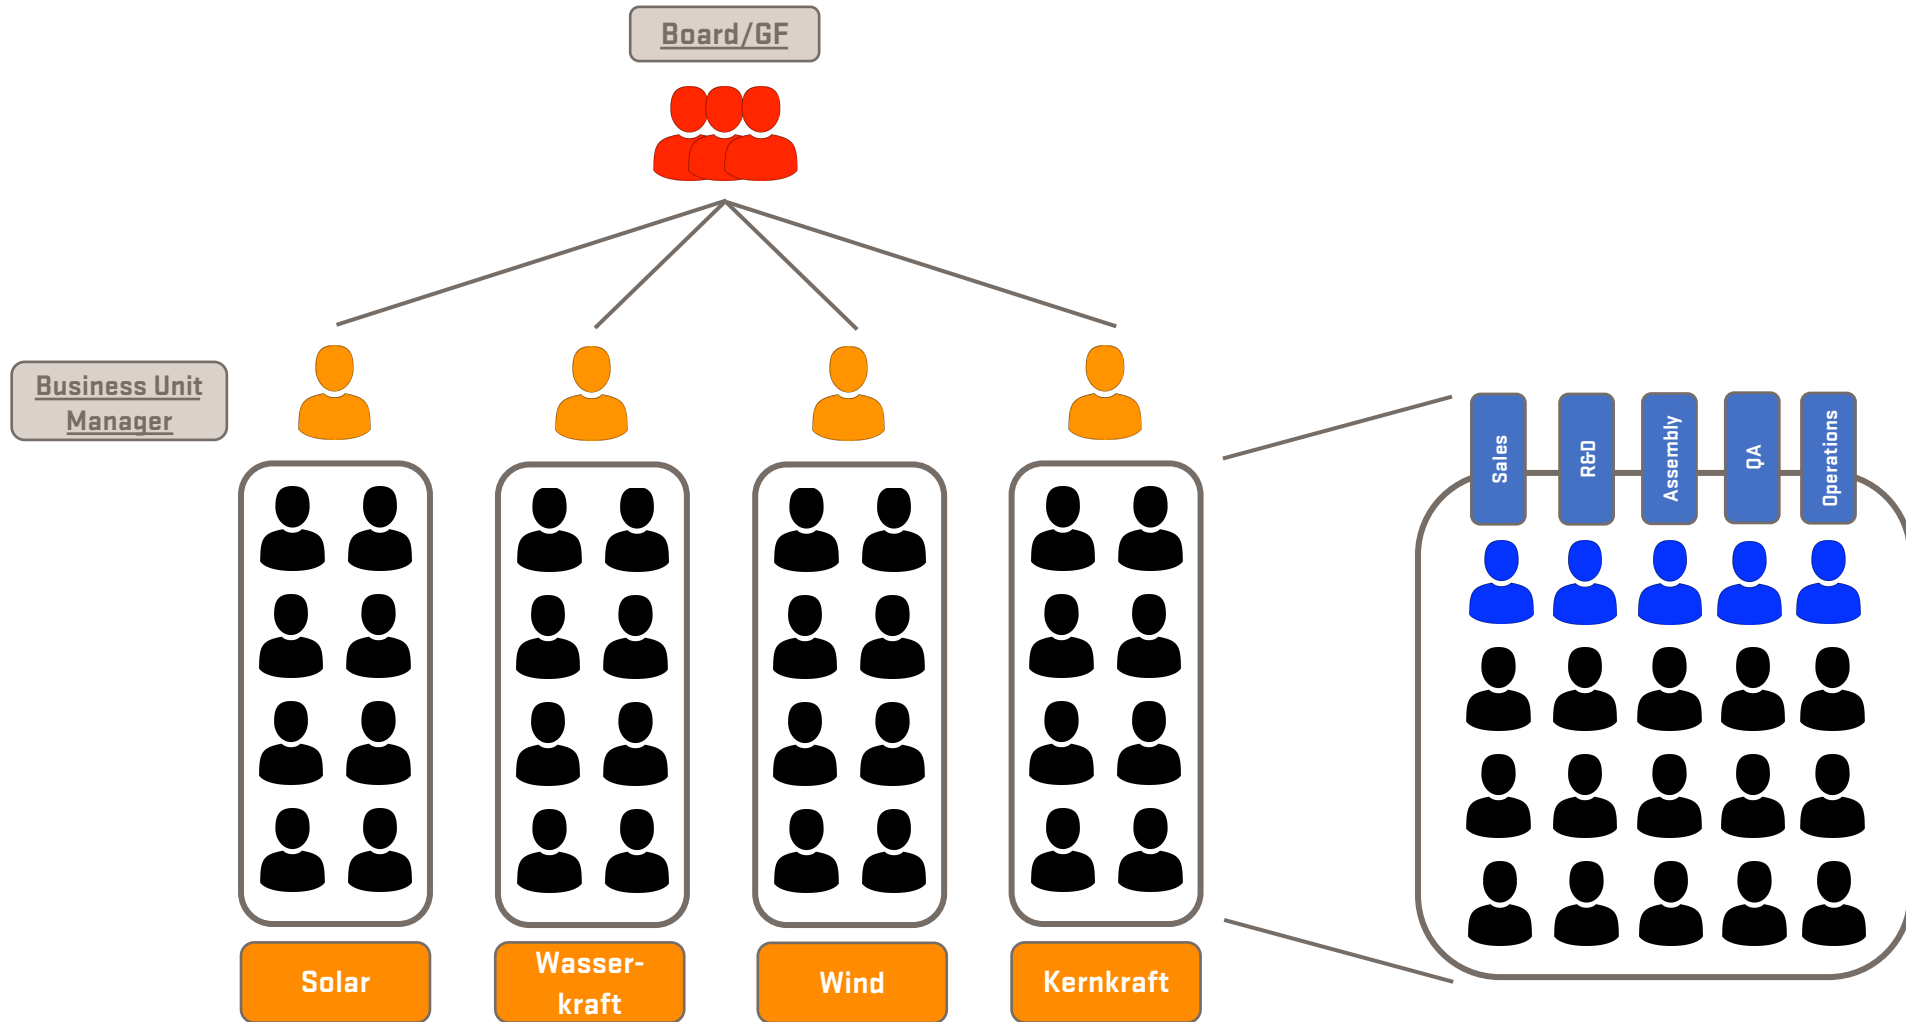 Board/GF
Business Unit
Manager
Sales
R&D
Assembly
QA
Operations
Solar
Wasser-
kraft
Wind
Kernkraft